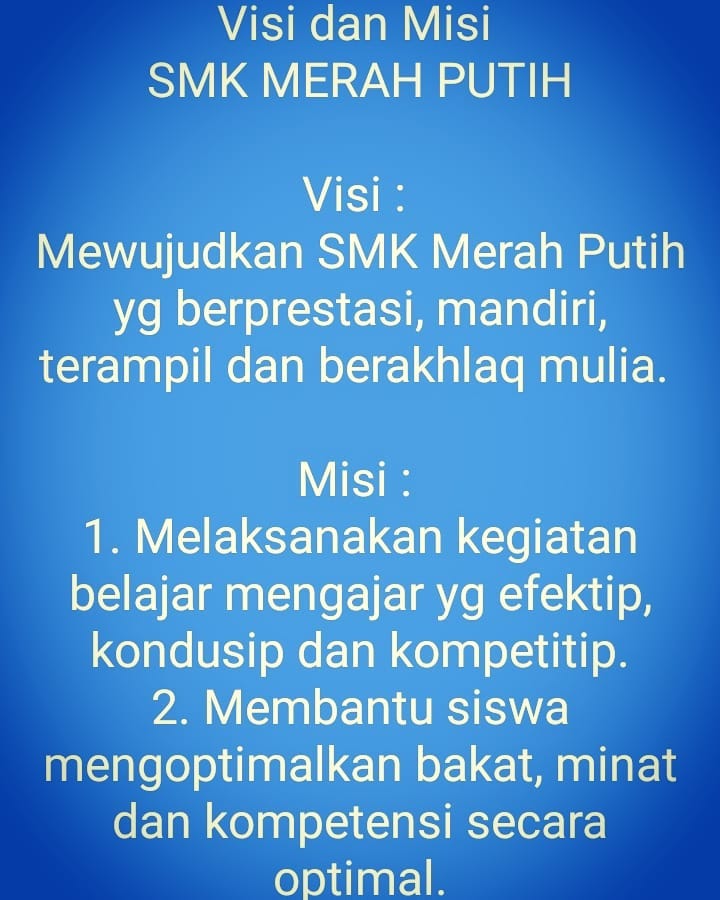 Visi dan Misi
SMK MERAH PUTIH
Visi :
Mewujudkan SMK Merah Putih
yg berprestasi, mandiri,
terampil dan berakhlaq mulia.
Misi :
1. Melaksanakan kegiatan
belajar mengajar yg efektip,
kondusip dan kompetitip.
2. Membantu siswa
mengoptimalkan bakat, minat
dan kompetensi secara
optimal.